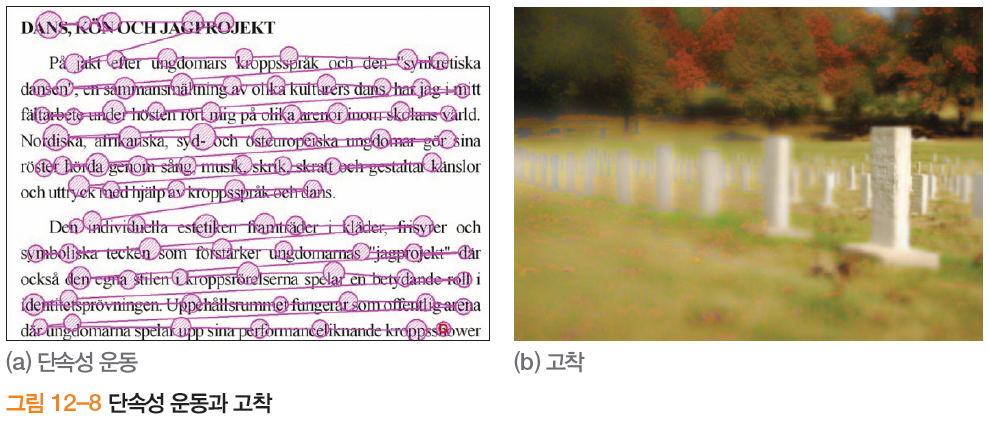 DANS, KÖN OCH JAGPROJEKT
På jakt efter ungdomars kroppsspråk och den "synkretiska
dansen", en sammansmältning av olika kulturers dans, har jag i mitt
fältarbete under hösten rört mig på olika arenor inom skolans värld.
Nordiska, afrikanska, syd- och östeuropeiska ungdomar gör sina
röster hörda genom sång, musik, skrik, skratt och gestaltar känslor
och uttryck med hjälp av kroppsspråk och dans.
Den individuella estetiken framträder i kläder, frisyrer och
symboliska tecken som förstärker ungdomarnas "jagprojekt" där
också den egna stilen i kroppsrörelserna spelar en betydande roll i
identitetsprövningen. Uppehållsrummet fungerar som offentlig arena
där ungdomarna spelar upp sina performanceliknande kroppsshower
(a) 단속성 운동
(b) 고착
그림 12-8 단속성 운동과 고착